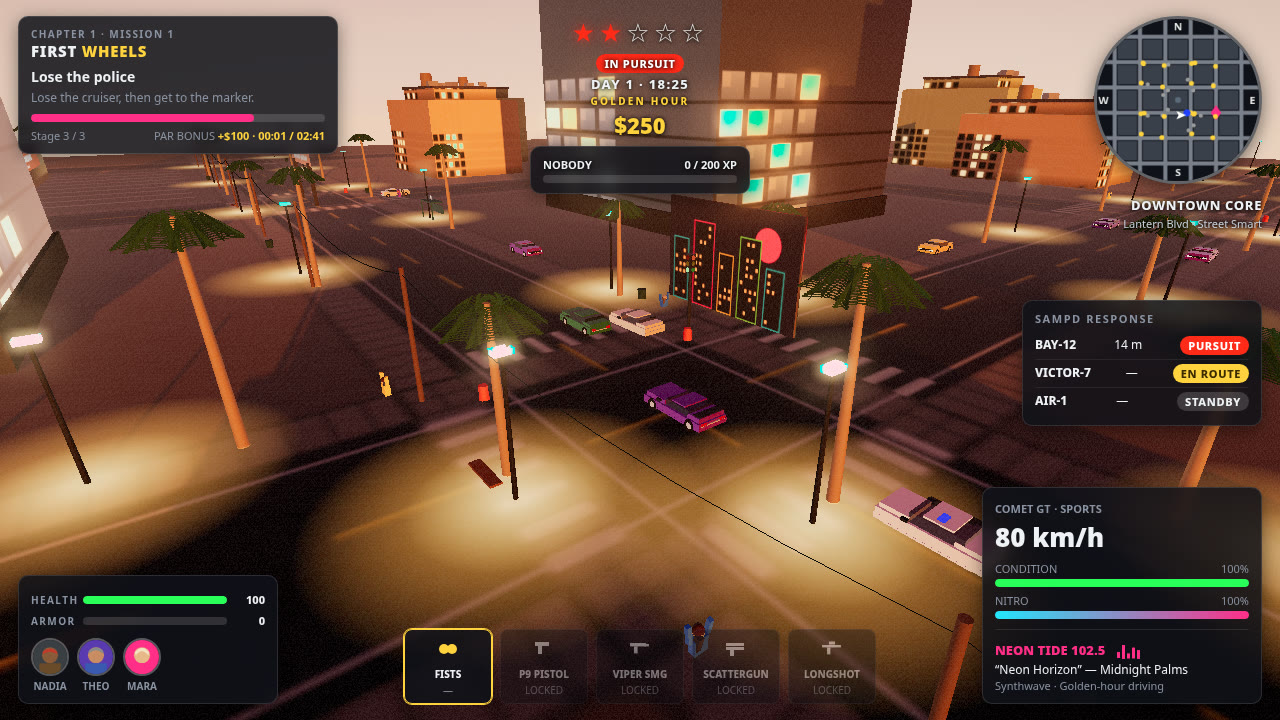 CHAPTER 1 · MISSION 1
FIRST WHEELS
Lose the police
Lose the cruiser, then get to the marker.
Stage 3 / 3
PAR BONUS +$100 · 00:01 / 02:41
IN PURSUIT
DAY 1 · 18:25
GOLDEN HOUR
$250
NOBODY
0 / 200 XP
N
W
E
S
DOWNTOWN CORE
Lantern Blvd · Street Smart
SAMPD RESPONSE
BAY-12 14 m PURSUIT
VICTOR-7 — EN ROUTE
AIR-1 — STANDBY
COMET GT · SPORTS
80 km/h
CONDITION 100%
NITRO 100%
NEON TIDE 102.5
“Neon Horizon” — Midnight Palms
Synthwave · Golden-hour driving
HEALTH 100
ARMOR 0
NADIA THEO MARA
FISTS
—
P9 PISTOL
LOCKED
VIPER SMG
LOCKED
SCATTERGUN
LOCKED
LONGSHOT
LOCKED